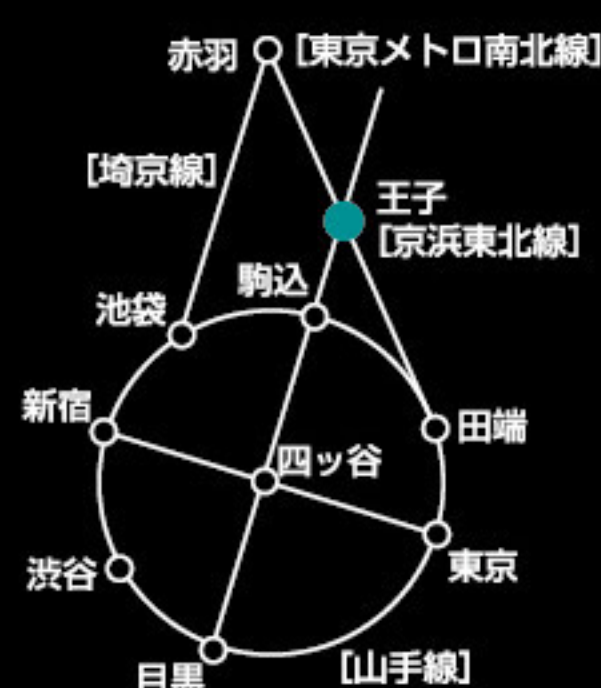 赤羽
[東京メトロ南北線]
[埼京線]
王子
[京浜東北線]
駒込
池袋
新宿
四ッ谷
田端
渋谷
東京
目黒
[山手線]